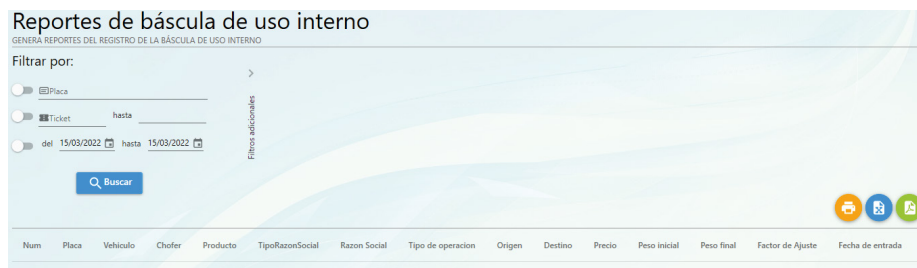 Reportes de báscula de uso interno
GENERA REPORTES DEL REGISTRO DE LA BÁSCULA DE USO INTERNO
Filtrar por:
Placa
Ticket hasta
del 15/03/2022 hasta 15/03/2022
Filtros adicionales
Buscar
Num Placa Vehiculo Chofer Producto TipoRazonSocial Razon Social Tipo de operacion Origen Destino Precio Peso inicial Peso final Factor de Ajuste Fecha de entrada